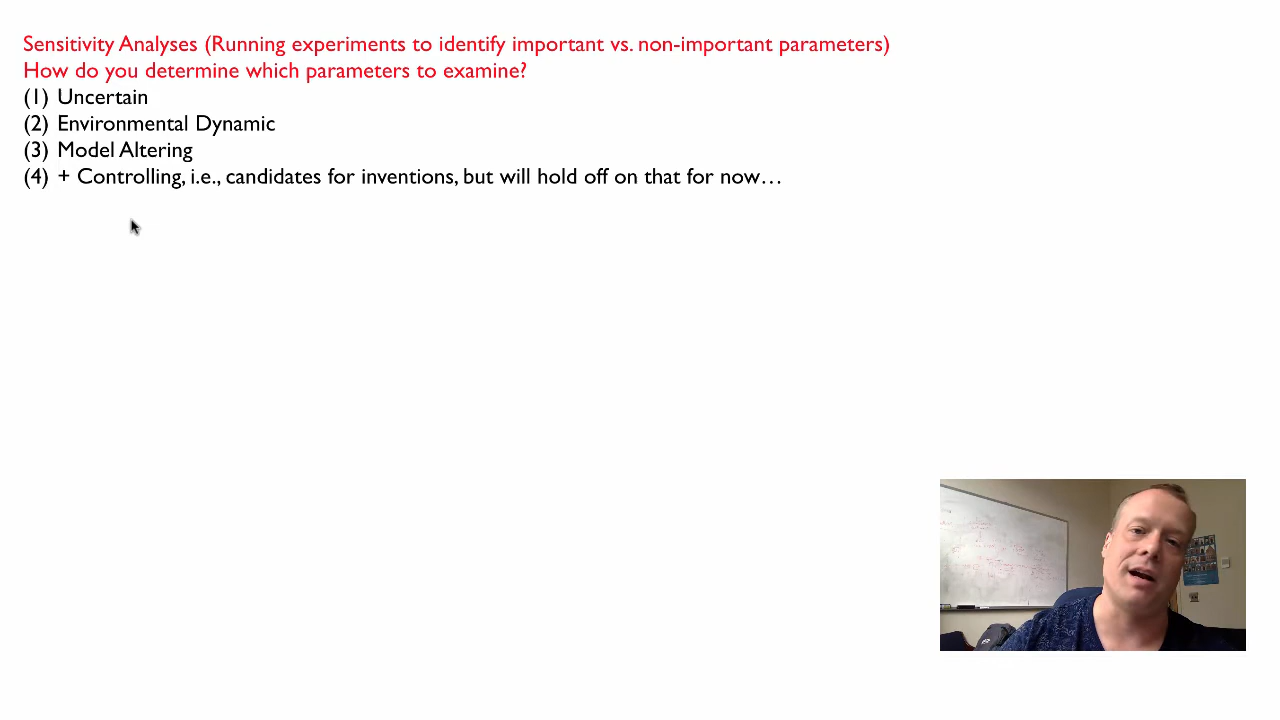 Sensitivity Analyses (Running experiments to identify important vs. non-important parameters)
How do you determine which parameters to examine?
(1) Uncertain
(2) Environmental Dynamic
(3) Model Altering
(4) + Controlling, i.e., candidates for inventions, but will hold off on that for now…